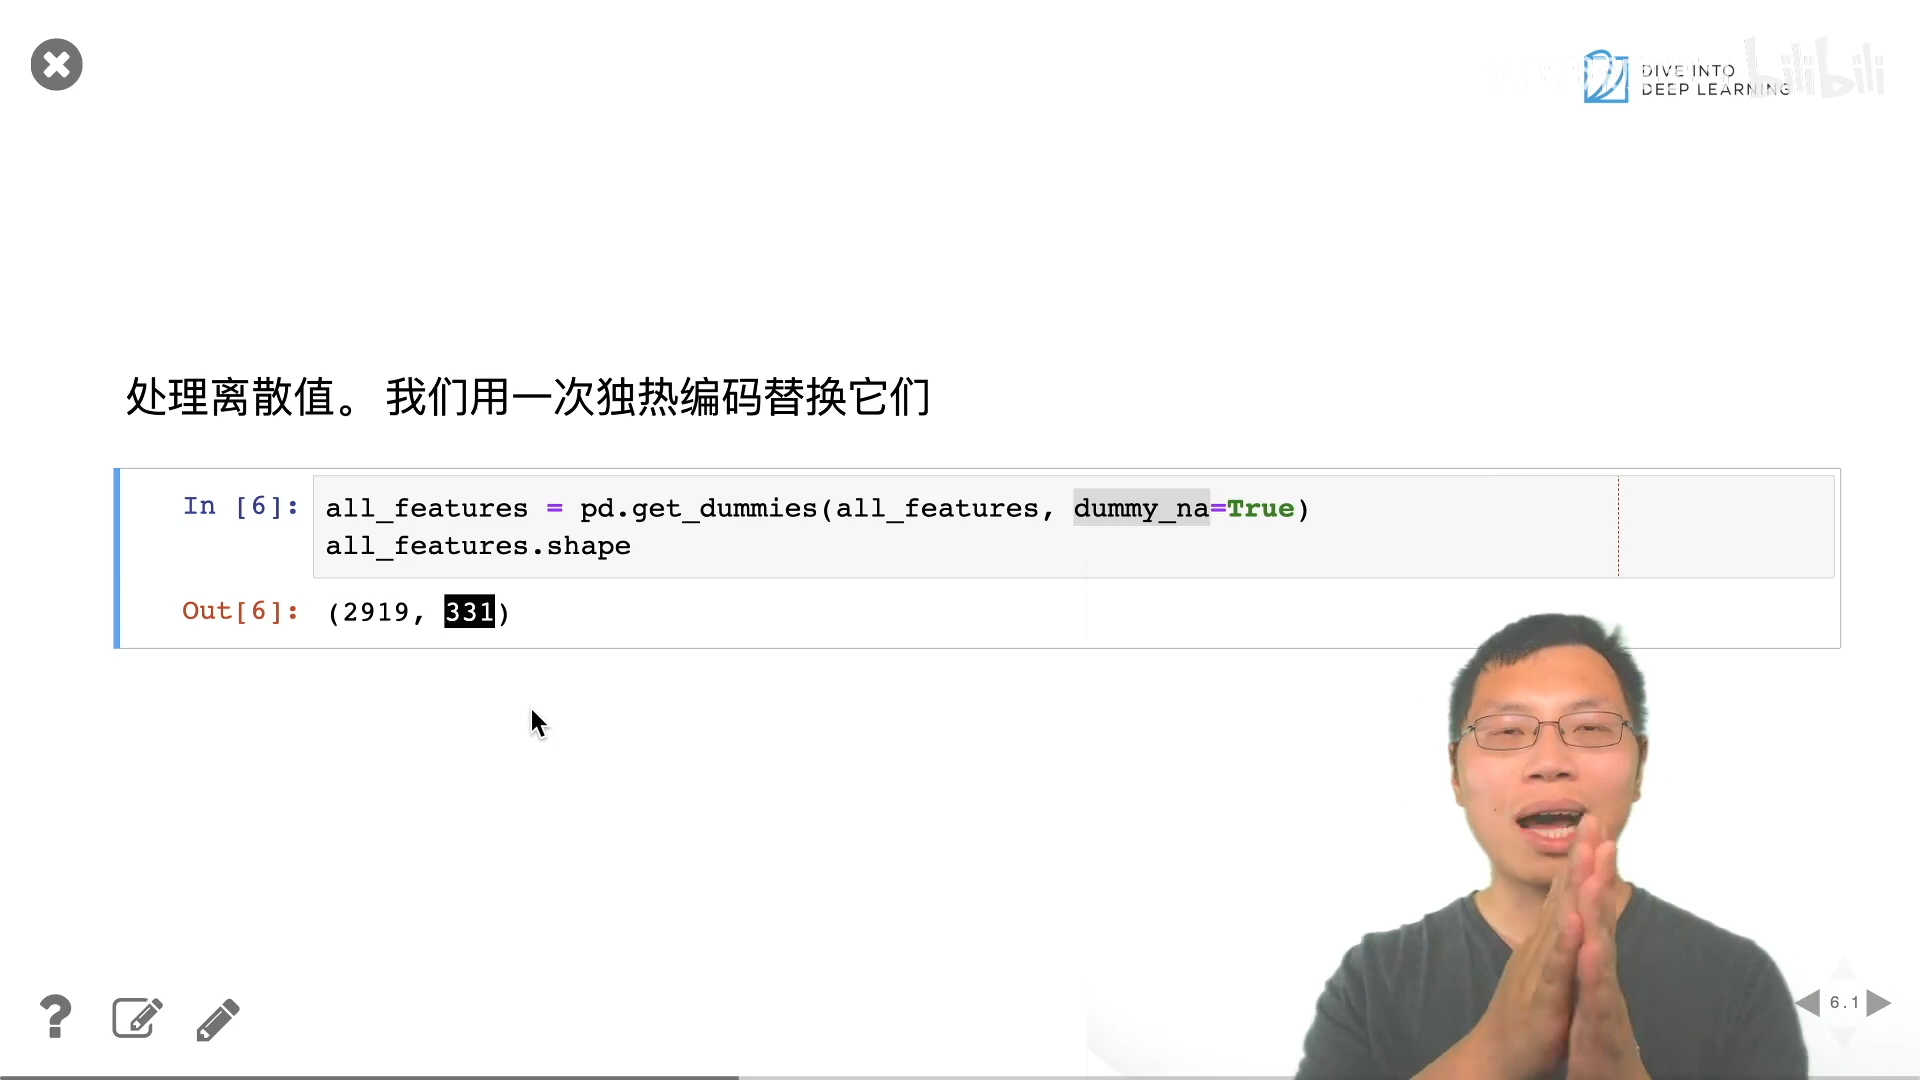 DIVE INTO
DEEP LEARNING
bilibili
处理离散值。 我们用一次独热编码替换它们
In [6]: all_features = pd.get_dummies(all_features, dummy_na=True)
all_features.shape
Out[6]: (2919, 331)
6.1